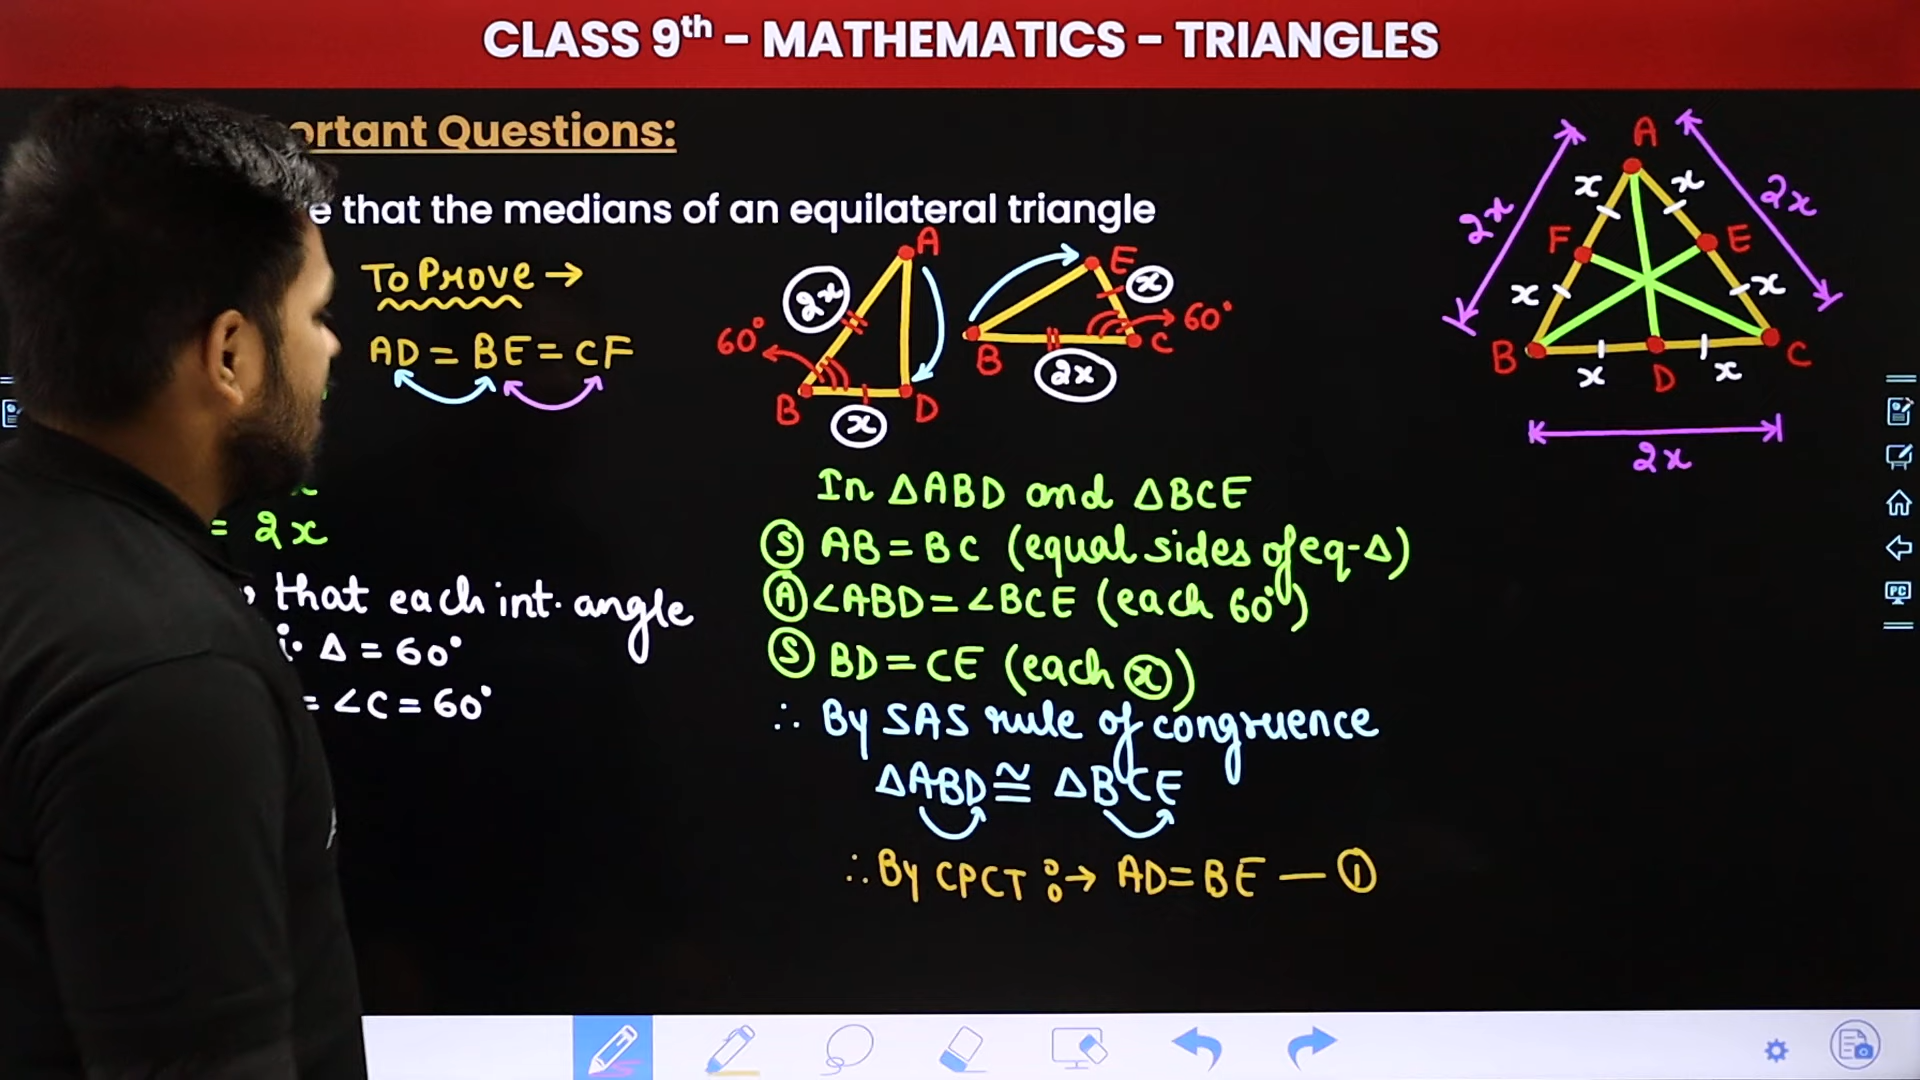 CLASS 9th – MATHEMATICS – TRIANGLES
ortant Questions:
e that the medians of an equilateral triangle
To Prove →
AD = BE = CF
= 2x
that each int. angle
i. Δ = 60°
= ∠C = 60°
A
2x
60°
B
x
D
E
x
60°
B
2x
C
A
x
x
2x
2x
F
E
x
x
B
x
D
x
C
2x
In ΔABD and ΔBCE
S AB = BC (equal sides of eq-Δ)
A ∠ABD = ∠BCE (each 60°)
S BD = CE (each x)
∴ By SAS rule of congruence
ΔABD ≅ ΔBCE
∴ By CPCT :→ AD = BE — 1
PC